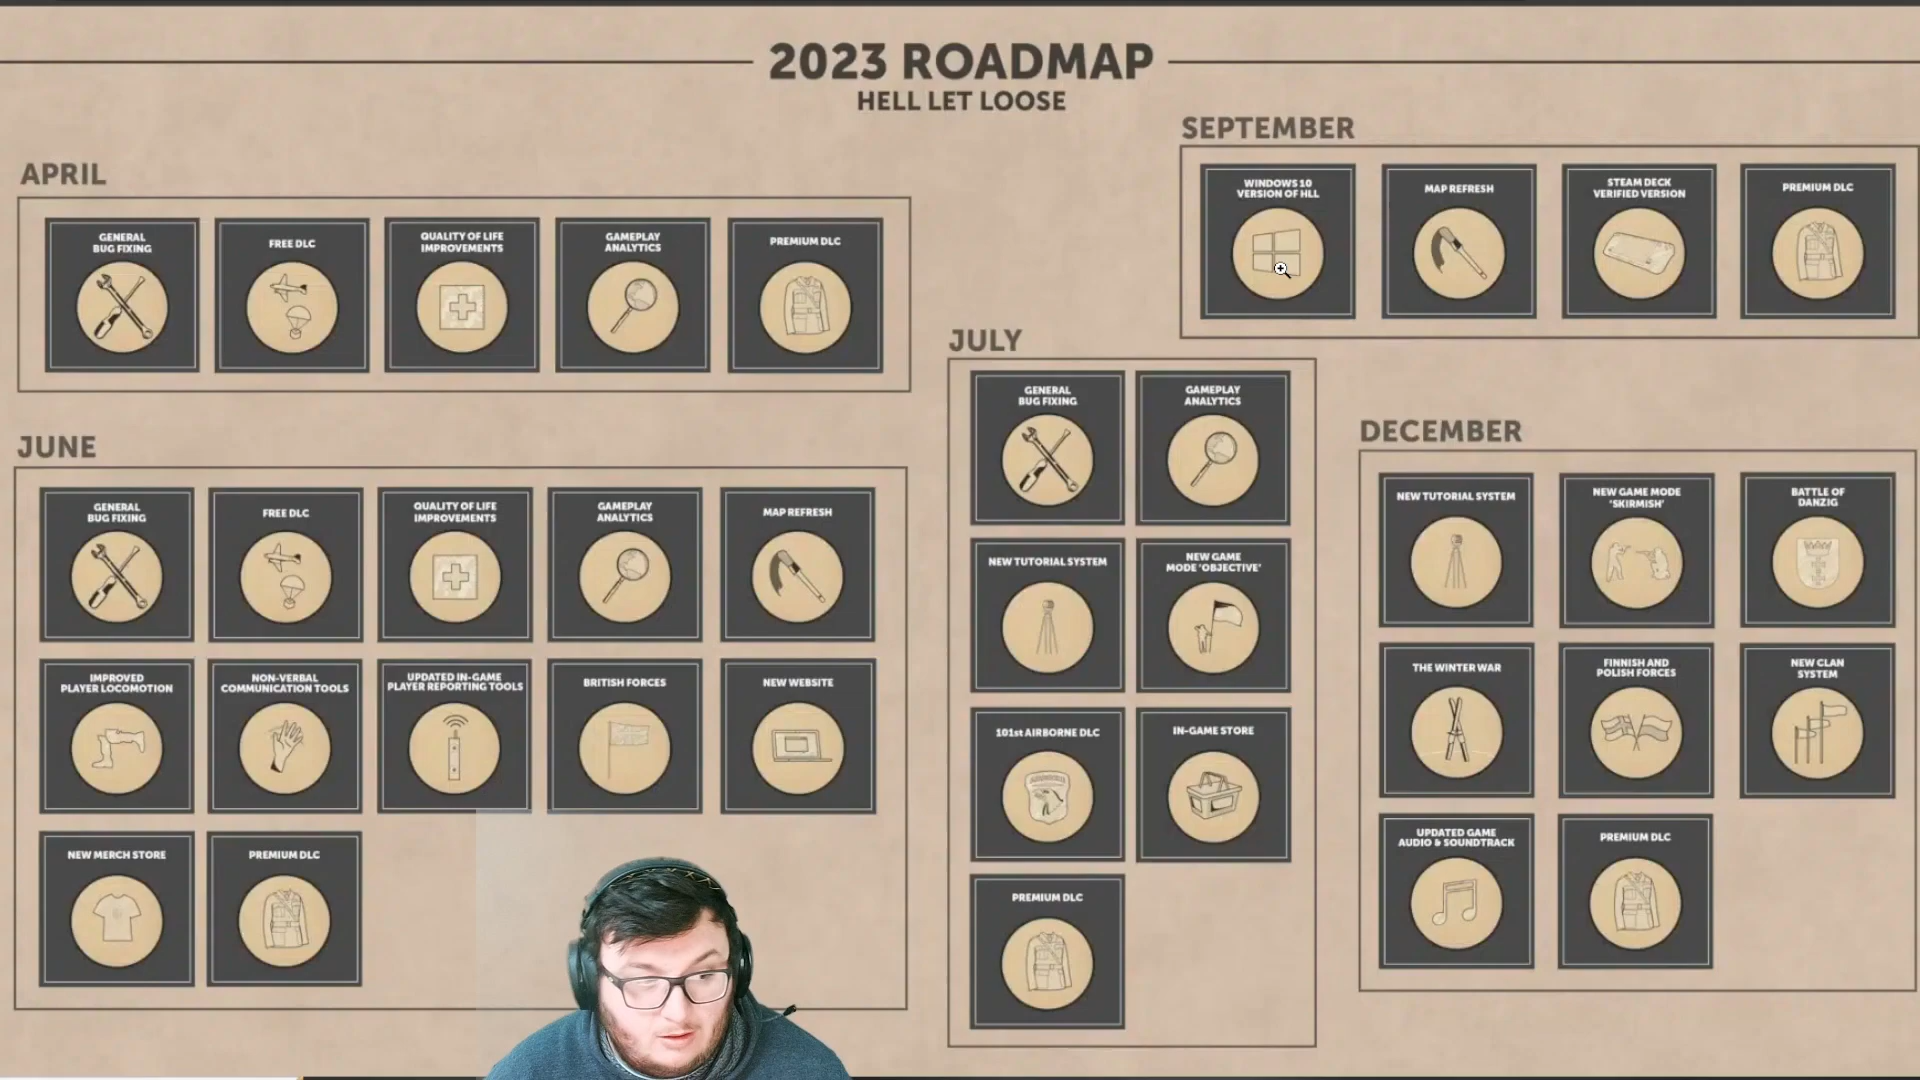 2023 ROADMAP
HELL LET LOOSE
APRIL
GENERAL
BUG FIXING
FREE DLC
QUALITY OF LIFE
IMPROVEMENTS
GAMEPLAY
ANALYTICS
PREMIUM DLC
JUNE
GENERAL
BUG FIXING
FREE DLC
QUALITY OF LIFE
IMPROVEMENTS
GAMEPLAY
ANALYTICS
MAP REFRESH
IMPROVED
PLAYER LOCOMOTION
NON-VERBAL
COMMUNICATION TOOLS
UPDATED IN-GAME
PLAYER REPORTING TOOLS
BRITISH FORCES
NEW WEBSITE
NEW MERCH STORE
PREMIUM DLC
JULY
GENERAL
BUG FIXING
GAMEPLAY
ANALYTICS
NEW TUTORIAL SYSTEM
NEW GAME
MODE 'OBJECTIVE'
101st AIRBORNE DLC
AIRBORNE
IN-GAME STORE
PREMIUM DLC
SEPTEMBER
WINDOWS 10
VERSION OF HLL
MAP REFRESH
STEAM DECK
VERIFIED VERSION
PREMIUM DLC
DECEMBER
NEW TUTORIAL SYSTEM
NEW GAME MODE
'SKIRMISH'
BATTLE OF
DANZIG
THE WINTER WAR
FINNISH AND
POLISH FORCES
NEW CLAN
SYSTEM
UPDATED GAME
AUDIO & SOUNDTRACK
PREMIUM DLC